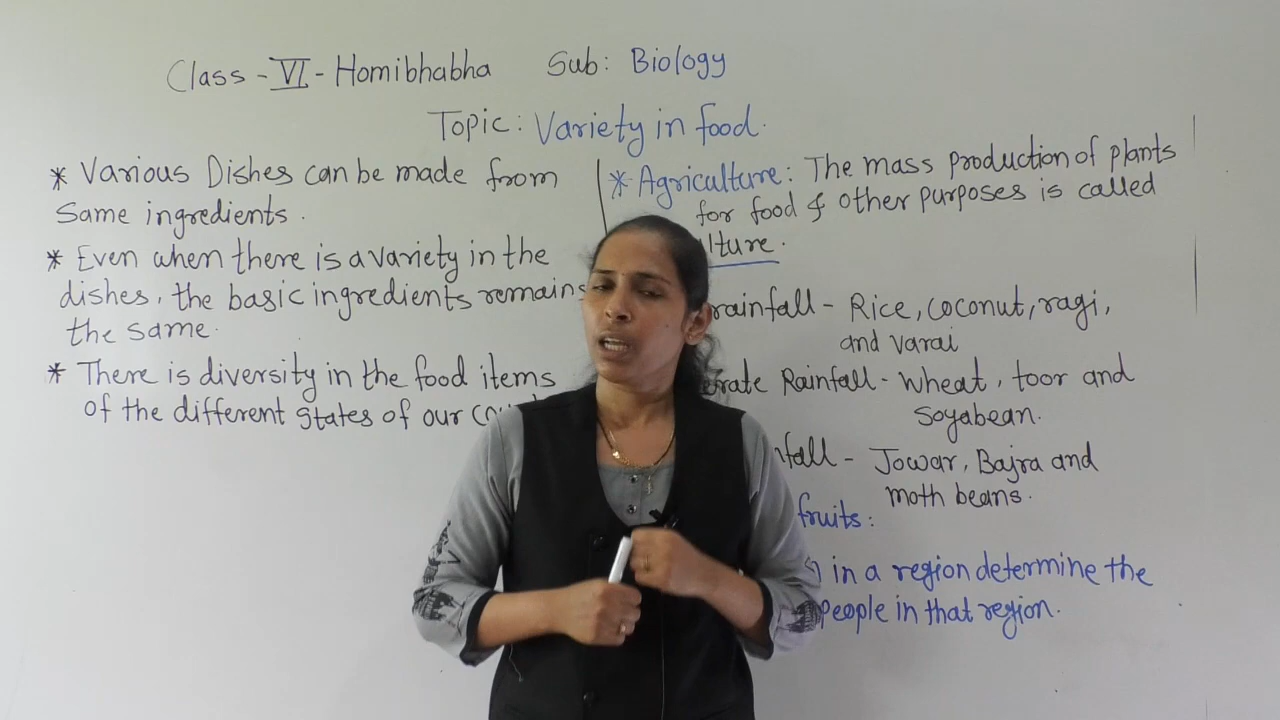 Class - VI - Homibhabha Sub: Biology
Topic: Variety in food.
* Various Dishes can be made from
Same ingredients.
* Even when there is a variety in the
dishes, the basic ingredients remains
the same.
* There is diversity in the food items
of the different states of our
* Agriculture: The mass production of plants
for food & other purposes is called
lture.
rainfall - Rice, coconut, ragi,
and varai
erate Rainfall - wheat, toor and
soyabean.
nfall - Jowar, Bajra and
moth beans.
fruits:
in a region determine the
people in that region.